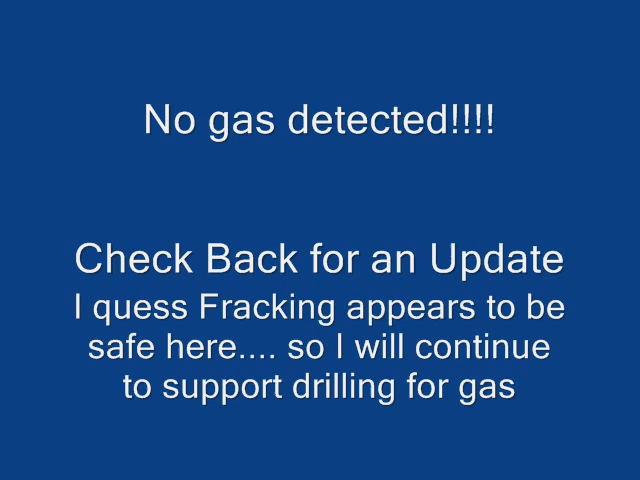 No gas detected!!!!
Check Back for an Update
I quess Fracking appears to be
safe here.... so I will continue
to support drilling for gas